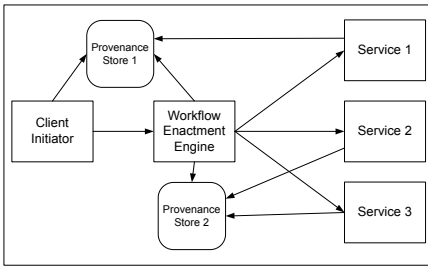 Provenance
Store 1
Service 1
Client
Initiator
Workflow
Enactment
Engine
Service 2
Provenance
Store 2
Service 3